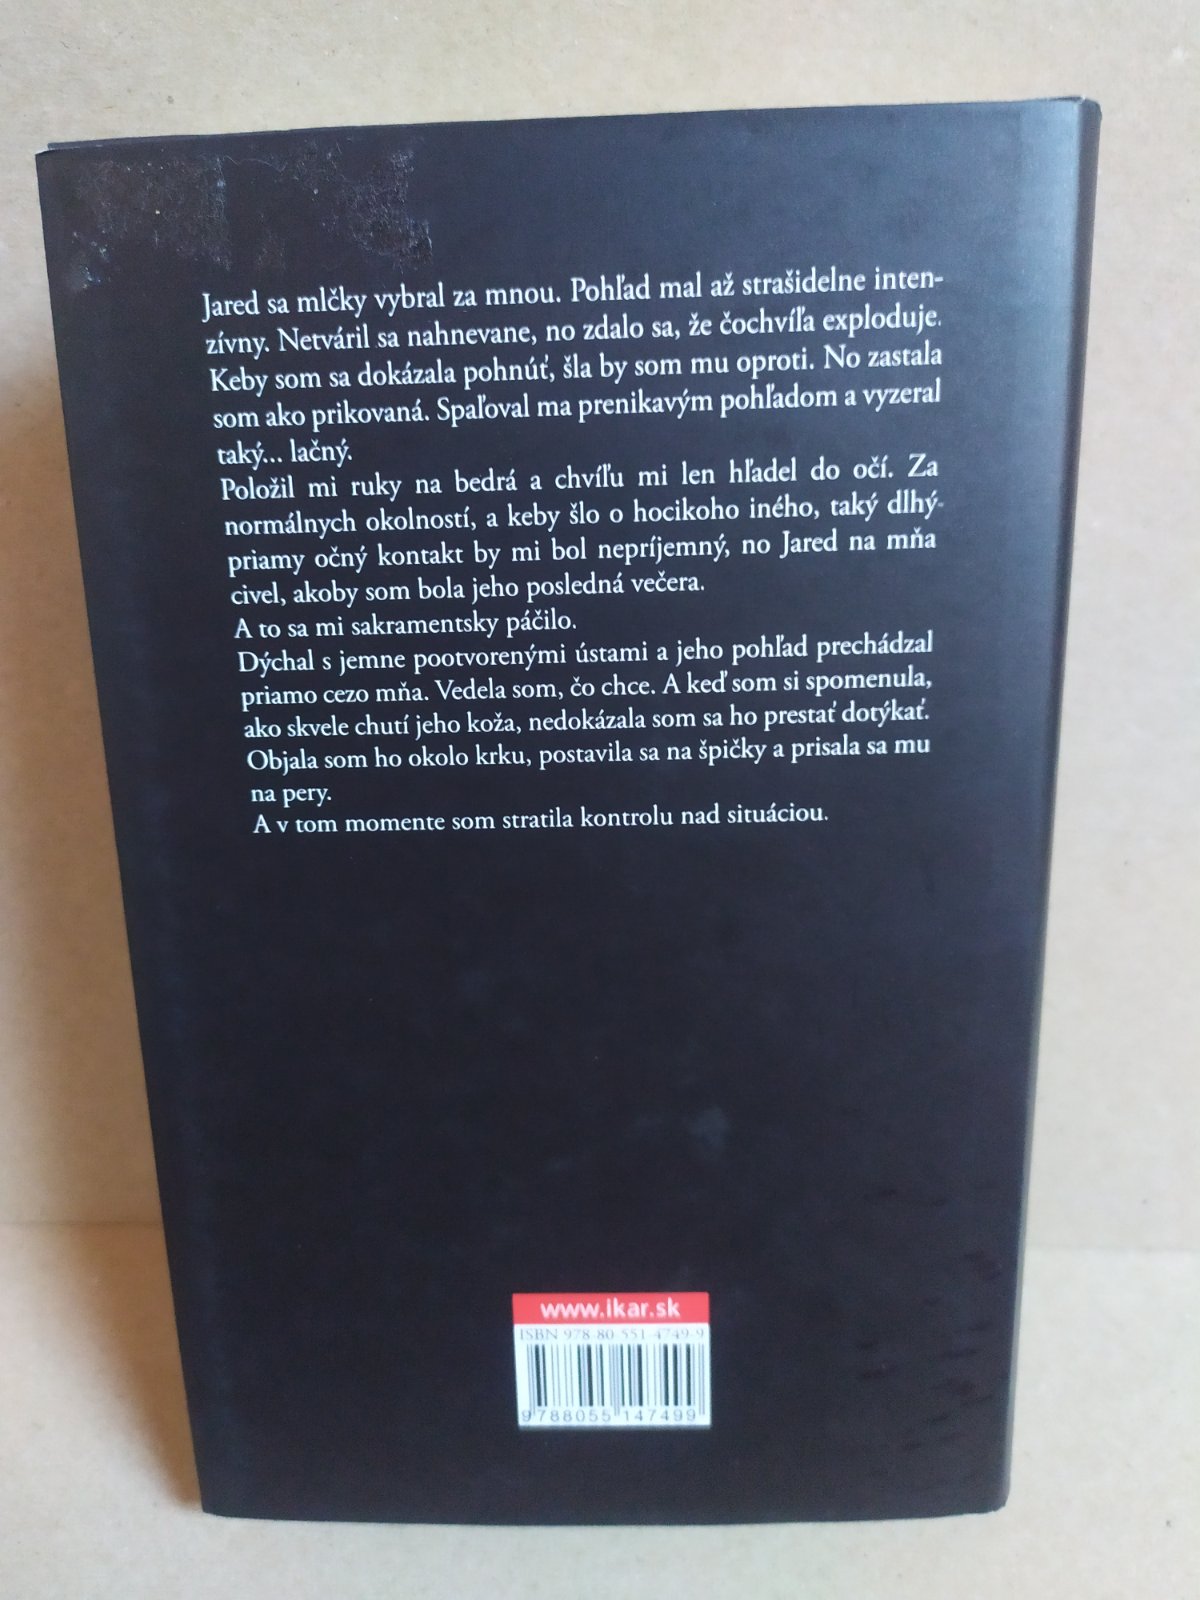 Jared sa mlčky vybral za mnou. Pohľad mal až strašidelne inten-
zívny. Netváril sa nahnevane, no zdalo sa, že čochvíľa exploduje.
Keby som sa dokázala pohnúť, šla by som mu oproti. No zastala
som ako prikovaná. Spaľoval ma prenikavým pohľadom a vyzeral
taký... lačný.
Položil mi ruky na bedrá a chvíľu mi len hľadel do očí. Za
normálnych okolností, a keby šlo o hocikoho iného, taký dlhý
priamy očný kontakt by mi bol nepríjemný, no Jared na mňa
civel, akoby som bola jeho posledná večera.
A to sa mi sakramentsky páčilo.
Dýchal s jemne pootvorenými ústami a jeho pohľad prechádzal
priamo cezo mňa. Vedela som, čo chce. A keď som si spomenula,
ako skvele chutí jeho koža, nedokázala som sa ho prestať dotýkať.
Objala som ho okolo krku, postavila sa na špičky a prisala sa mu
na pery.
A v tom momente som stratila kontrolu nad situáciou.
www.ikar.sk
ISBN 978-80-551-4749-9
9 788055 147499